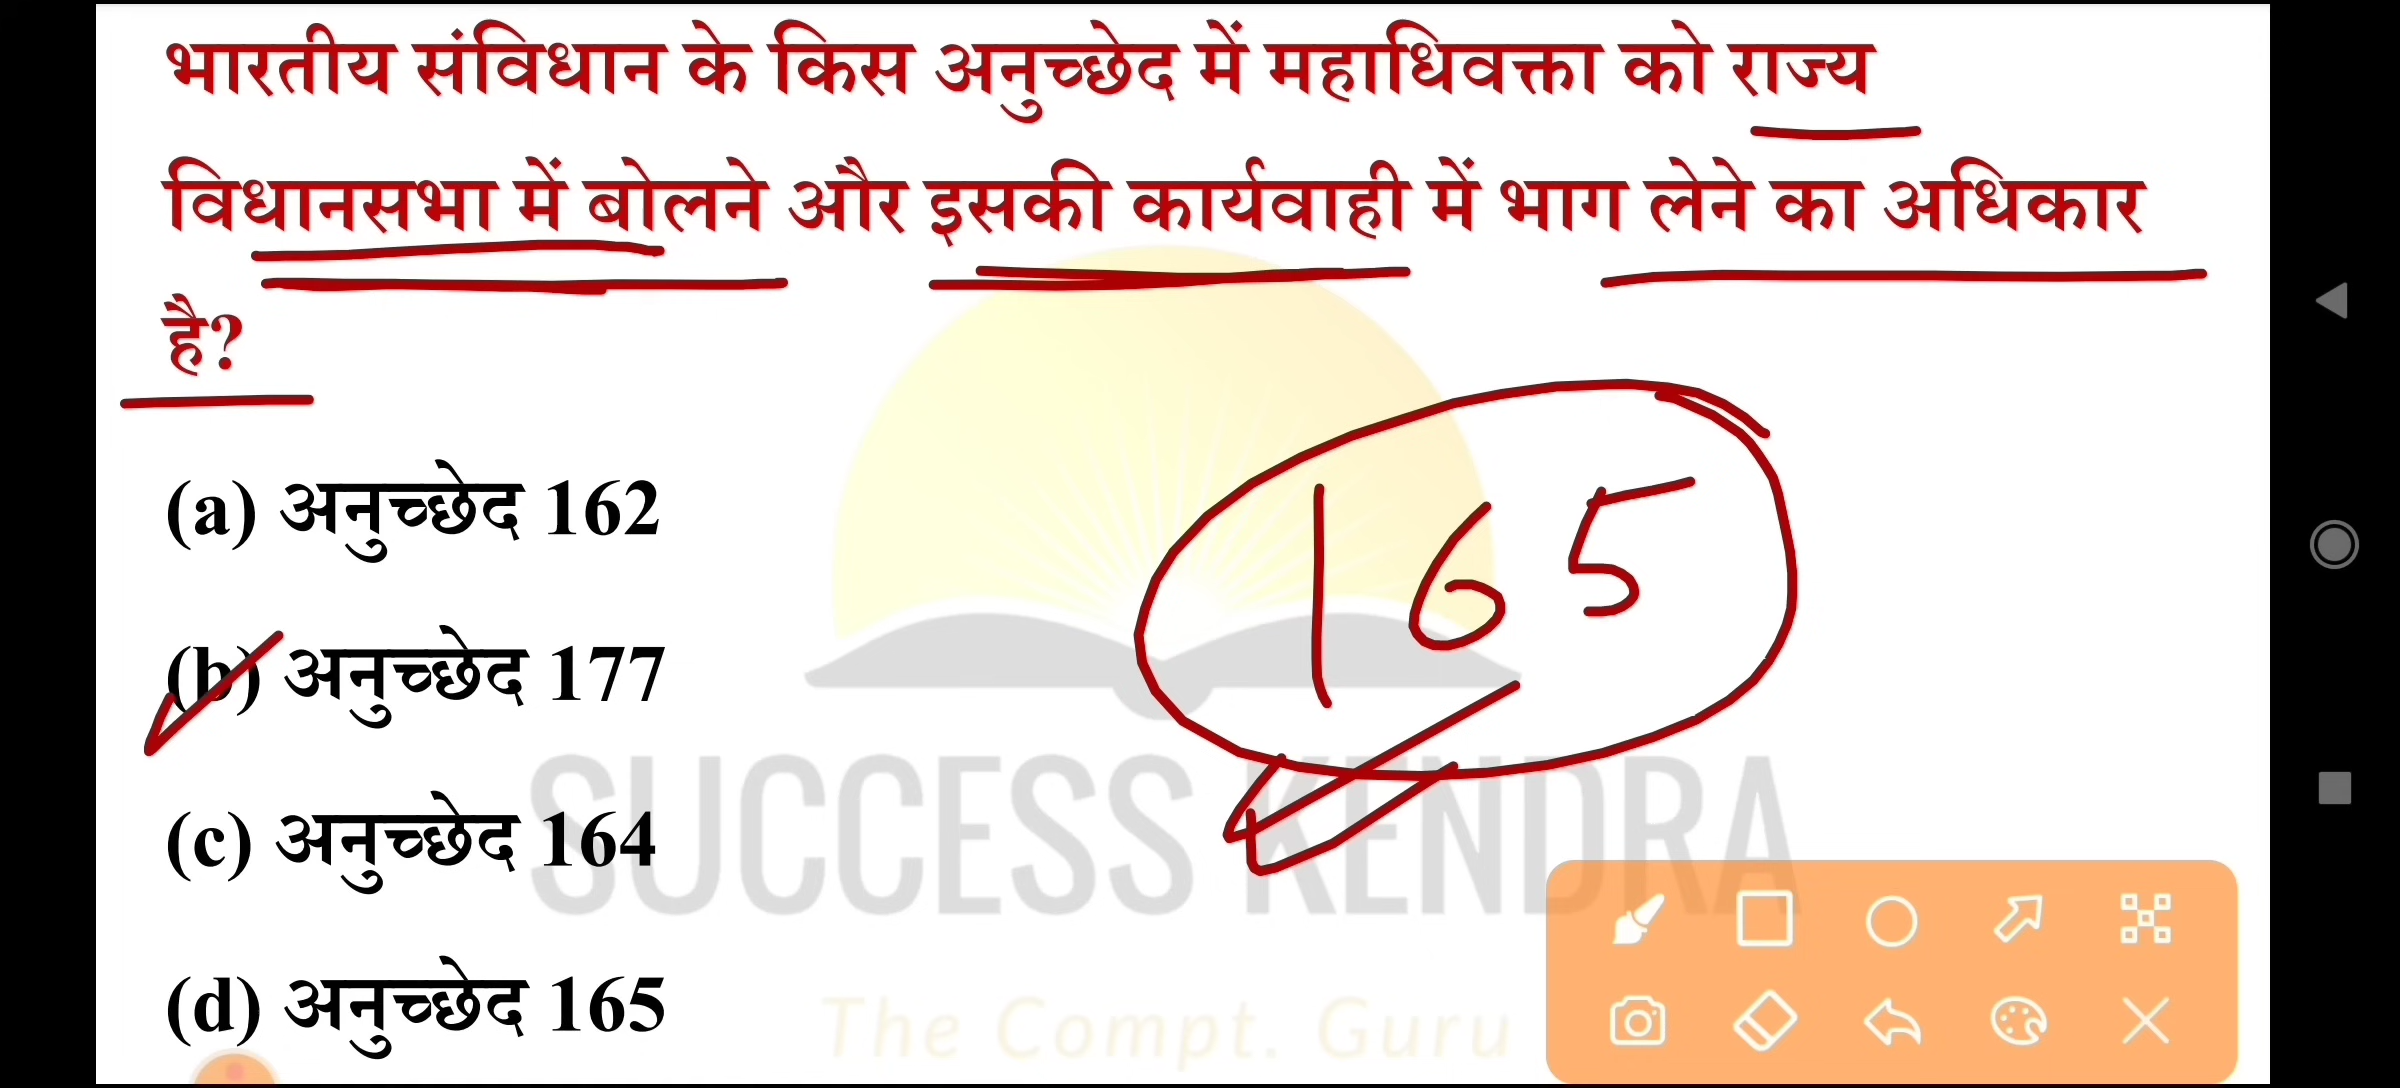 भारतीय संविधान के किस अनुच्छेद में महाधिवक्ता को राज्य
विधानसभा में बोलने और इसकी कार्यवाही में भाग लेने का अधिकार
है?
(a) अनुच्छेद 162
(b) अनुच्छेद 177
(c) अनुच्छेद 164
(d) अनुच्छेद 165
165
SUCCESS KENDRA
The Compt. Guru